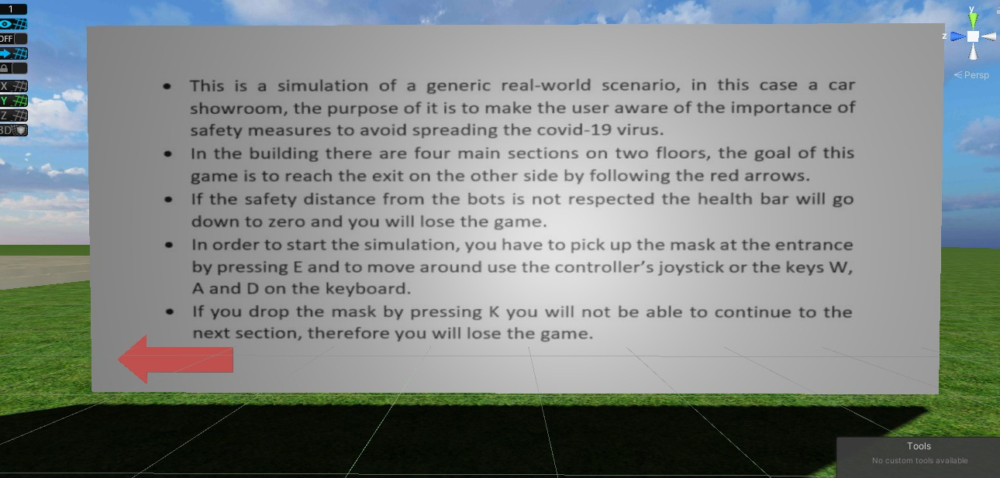 1
OFF
X
Y
Z
3D
y
z
< Persp
• This is a simulation of a generic real-world scenario, in this case a car
showroom, the purpose of it is to make the user aware of the importance of
safety measures to avoid spreading the covid-19 virus.
• In the building there are four main sections on two floors, the goal of this
game is to reach the exit on the other side by following the red arrows.
• If the safety distance from the bots is not respected the health bar will go
down to zero and you will lose the game.
• In order to start the simulation, you have to pick up the mask at the entrance
by pressing E and to move around use the controller’s joystick or the keys W,
A and D on the keyboard.
• If you drop the mask by pressing K you will not be able to continue to the
next section, therefore you will lose the game.
Tools
No custom tools available